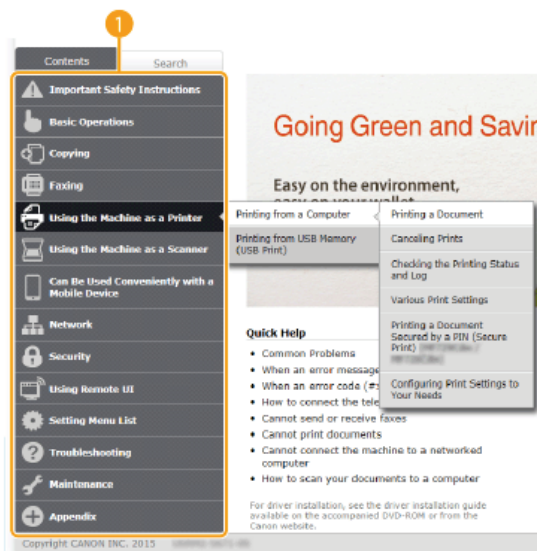 1
Contents
Search
Important Safety Instructions
Basic Operations
Copying
Faxing
Using the Machine as a Printer
Using the Machine as a Scanner
Can Be Used Conveniently with a
Mobile Device
Network
Security
Using Remote UI
Setting Menu List
Troubleshooting
Maintenance
Appendix
Going Green and Savin
Easy on the environment,
easy on your wallet
Printing from a Computer
Printing from USB Memory
(USB Print)
Printing a Document
Canceling Prints
Checking the Printing Status
and Log
Various Print Settings
Printing a Document
Secured by a PIN (Secure
Print)
Configuring Print Settings to
Your Needs
Quick Help
Common Problems
When an error message
When an error code (#
How to connect the tele
Cannot send or receive faxes
Cannot print documents
Cannot connect the machine to a networked
computer
How to scan your documents to a computer
For driver installation, see the driver installation guide
available on the accompanied DVD-ROM or from the
Canon website.
Copyright CANON INC. 2015